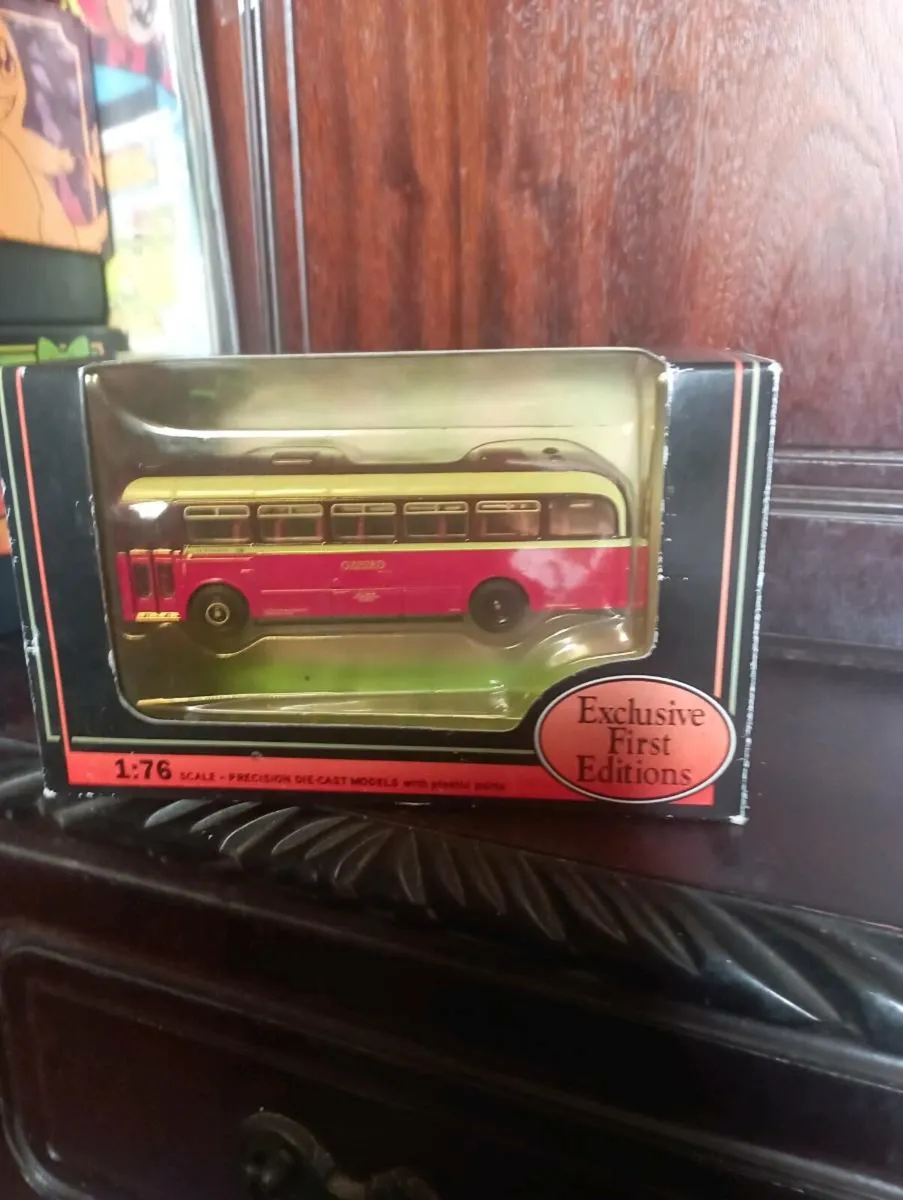 Exclusive
First
Editions
1:76 SCALE - PRECISION DIE-CAST MODELS with plastic parts